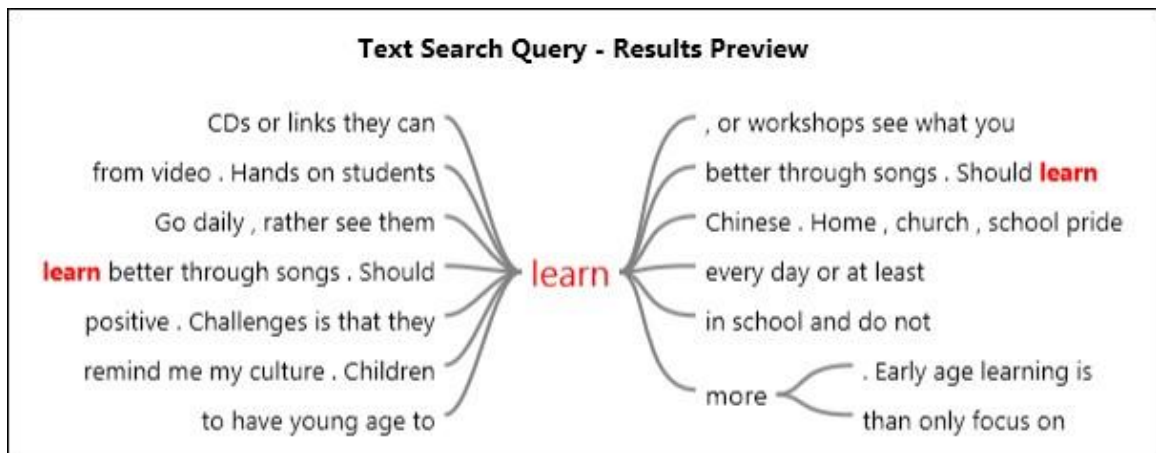 Text Search Query - Results Preview
CDs or links they can
from video . Hands on students
Go daily , rather see them
learn better through songs . Should
positive . Challenges is that they
remind me my culture . Children
to have young age to
learn
, or workshops see what you
better through songs . Should learn
Chinese . Home , church , school pride
every day or at least
in school and do not
more
. Early age learning is
than only focus on